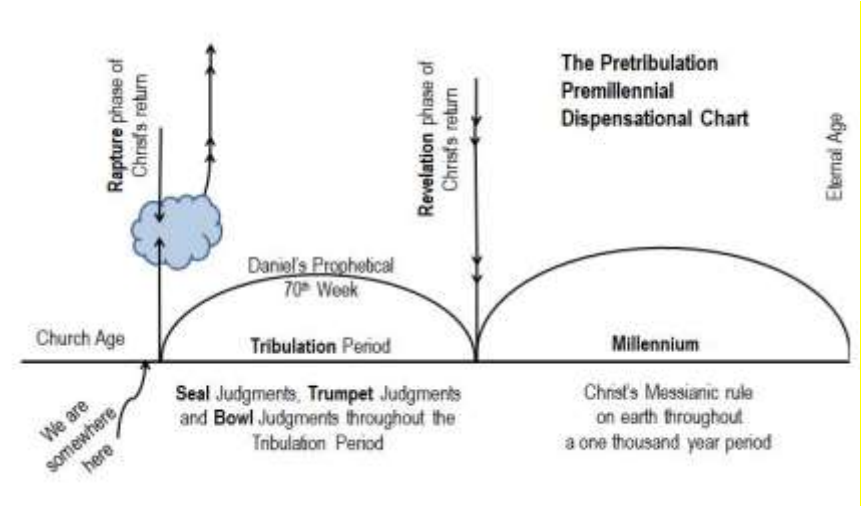 The Pretribulation
Premillennial
Dispensational Chart
Rapture phase of
Christ's return
Revelation phase of
Christ's return
Eternal Age
Daniel's Prophetical
70th Week
Church Age
Tribulation Period
Millennium
We are
somewhere
here
Seal Judgments, Trumpet Judgments
and Bowl Judgments throughout the
Tribulation Period
Christ's Messianic rule
on earth throughout
a one thousand year period